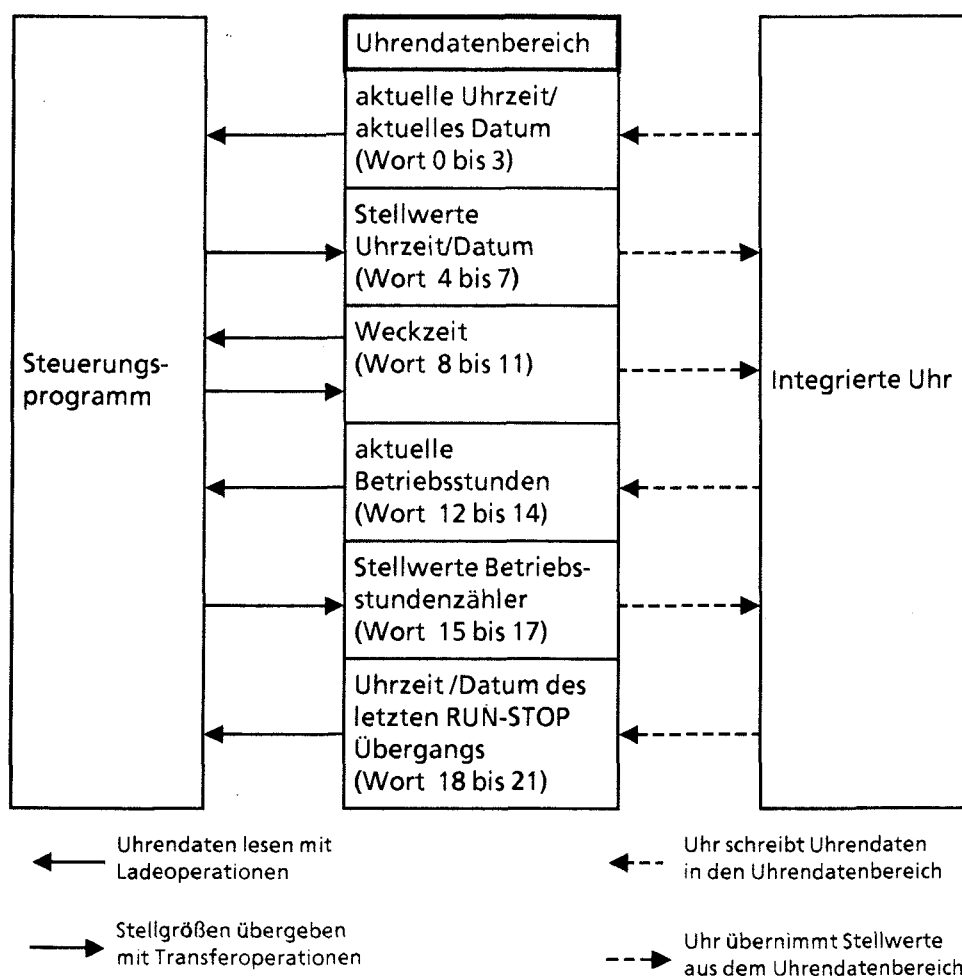 Uhrendatenbereich
aktuelle Uhrzeit/
aktuelles Datum
(Wort 0 bis 3)
Stellwerte
Uhrzeit/Datum
(Wort 4 bis 7)
Weckzeit
(Wort 8 bis 11)
Steuerungs-
programm
Integrierte Uhr
aktuelle
Betriebsstunden
(Wort 12 bis 14)
Stellwerte Betriebs-
stundenzähler
(Wort 15 bis 17)
Uhrzeit/Datum des
letzten RUN-STOP
Übergangs
(Wort 18 bis 21)
Uhrendaten lesen mit
Ladeoperationen
Uhr schreibt Uhrendaten
in den Uhrendatenbereich
Stellgrößen übergeben
mit Transferoperationen
Uhr übernimmt Stellwerte
aus dem Uhrendatenbereich